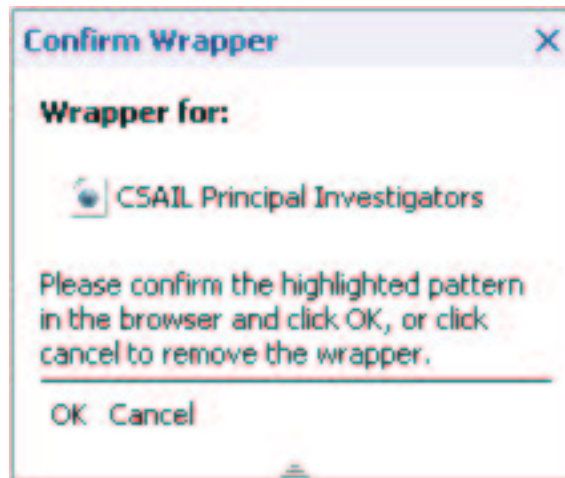 Confirm Wrapper
Wrapper for:
CSAIL Principal Investigators
Please confirm the highlighted pattern
in the browser and click OK, or click
cancel to remove the wrapper.
OK Cancel